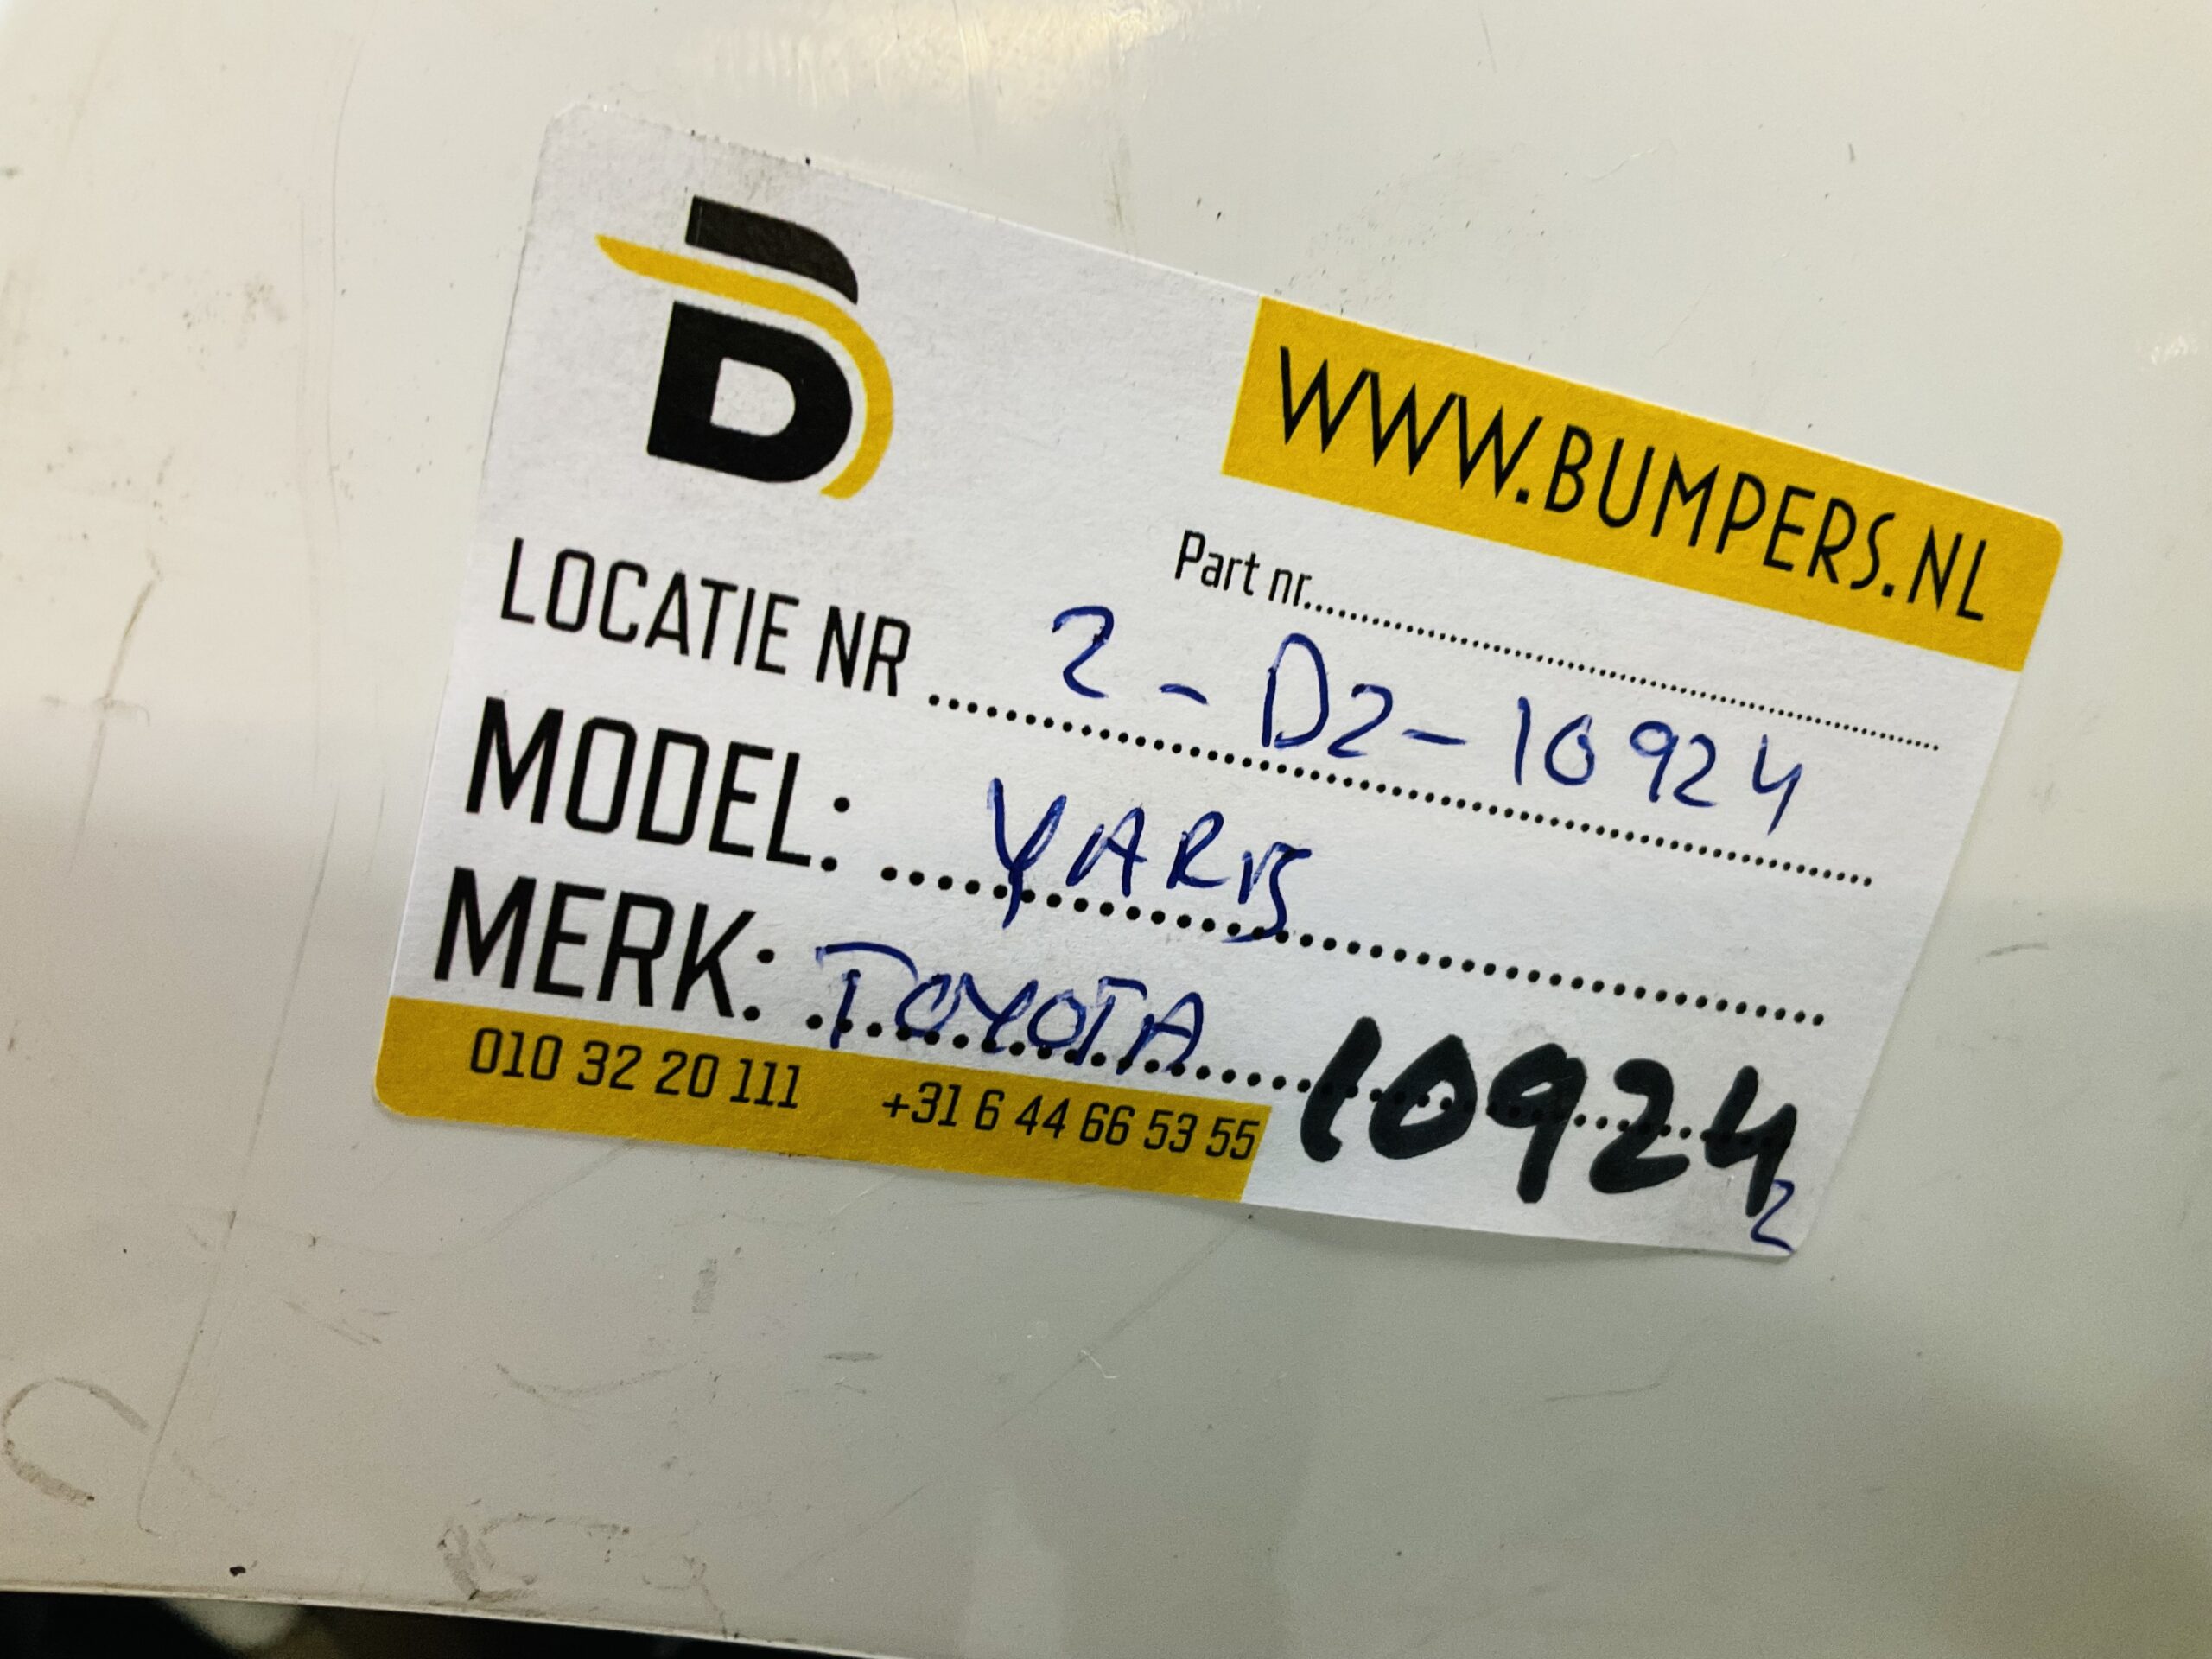 WWW.BUMPERS.NL
Part nr..........
LOCATIE NR .......... 2-D2-10924
MODEL: .......... YARIS
MERK: .......... TOYOTA
10924
2
010 32 20 111 +31 6 44 66 53 55